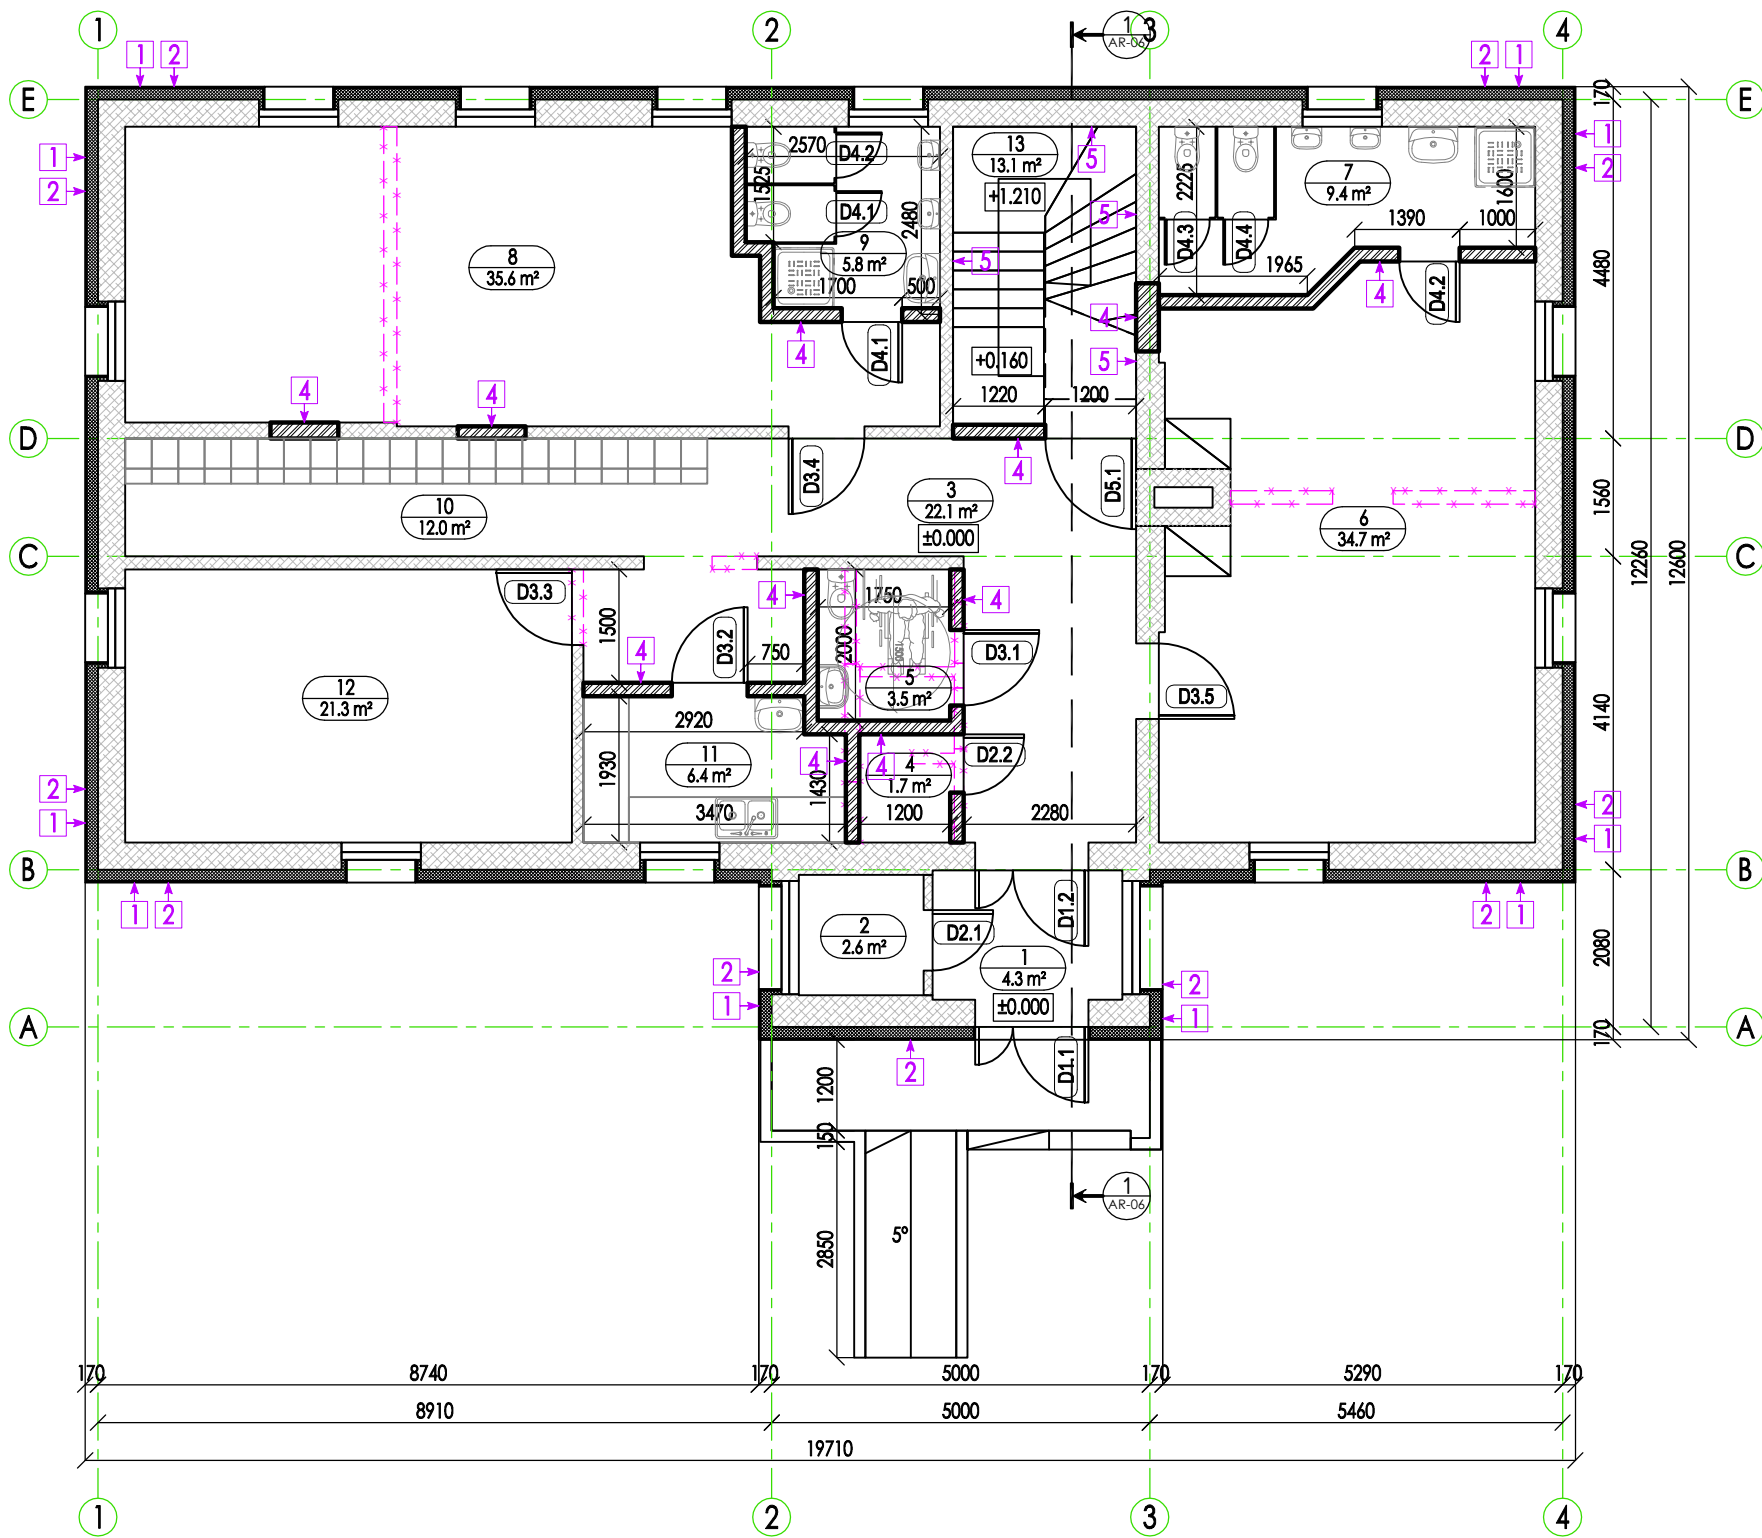 1
2
3
4
1
AR-06
1
2
2
1
E
E
170
1
2
1
2
2570
D4.2
1525
D4.1
2480
9
5.8 m²
1700
500
D4.1
4
13
13.1 m²
+1.210
5
5
5
4
5
+0.160
1220
1200
4
7
9.4 m²
2225
1600
1390
1000
D4.3
D4.4
1965
4
D4.2
4480
8
35.6 m²
4
4
D
D
D3.4
D5.1
10
12.0 m²
3
22.1 m²
±0.000
6
34.7 m²
1560
12260
12600
C
C
D3.3
1500
D3.2
750
4
4
1750
4
2000
1500
5
3.5 m²
D3.1
D3.5
12
21.3 m²
2920
11
6.4 m²
1930
1430
3470
4
4
4
1.7 m²
D2.2
1200
2280
4140
2
1
2
1
B
B
1
2
2
1
2
2.6 m²
D2.1
D1.2
1
4.3 m²
±0.000
2
1
2
1
2080
A
A
170
2
D1.1
1200
150
2850
5°
1
AR-06
170
8740
170
5000
170
5290
170
8910
5000
5460
19710
1
2
3
4